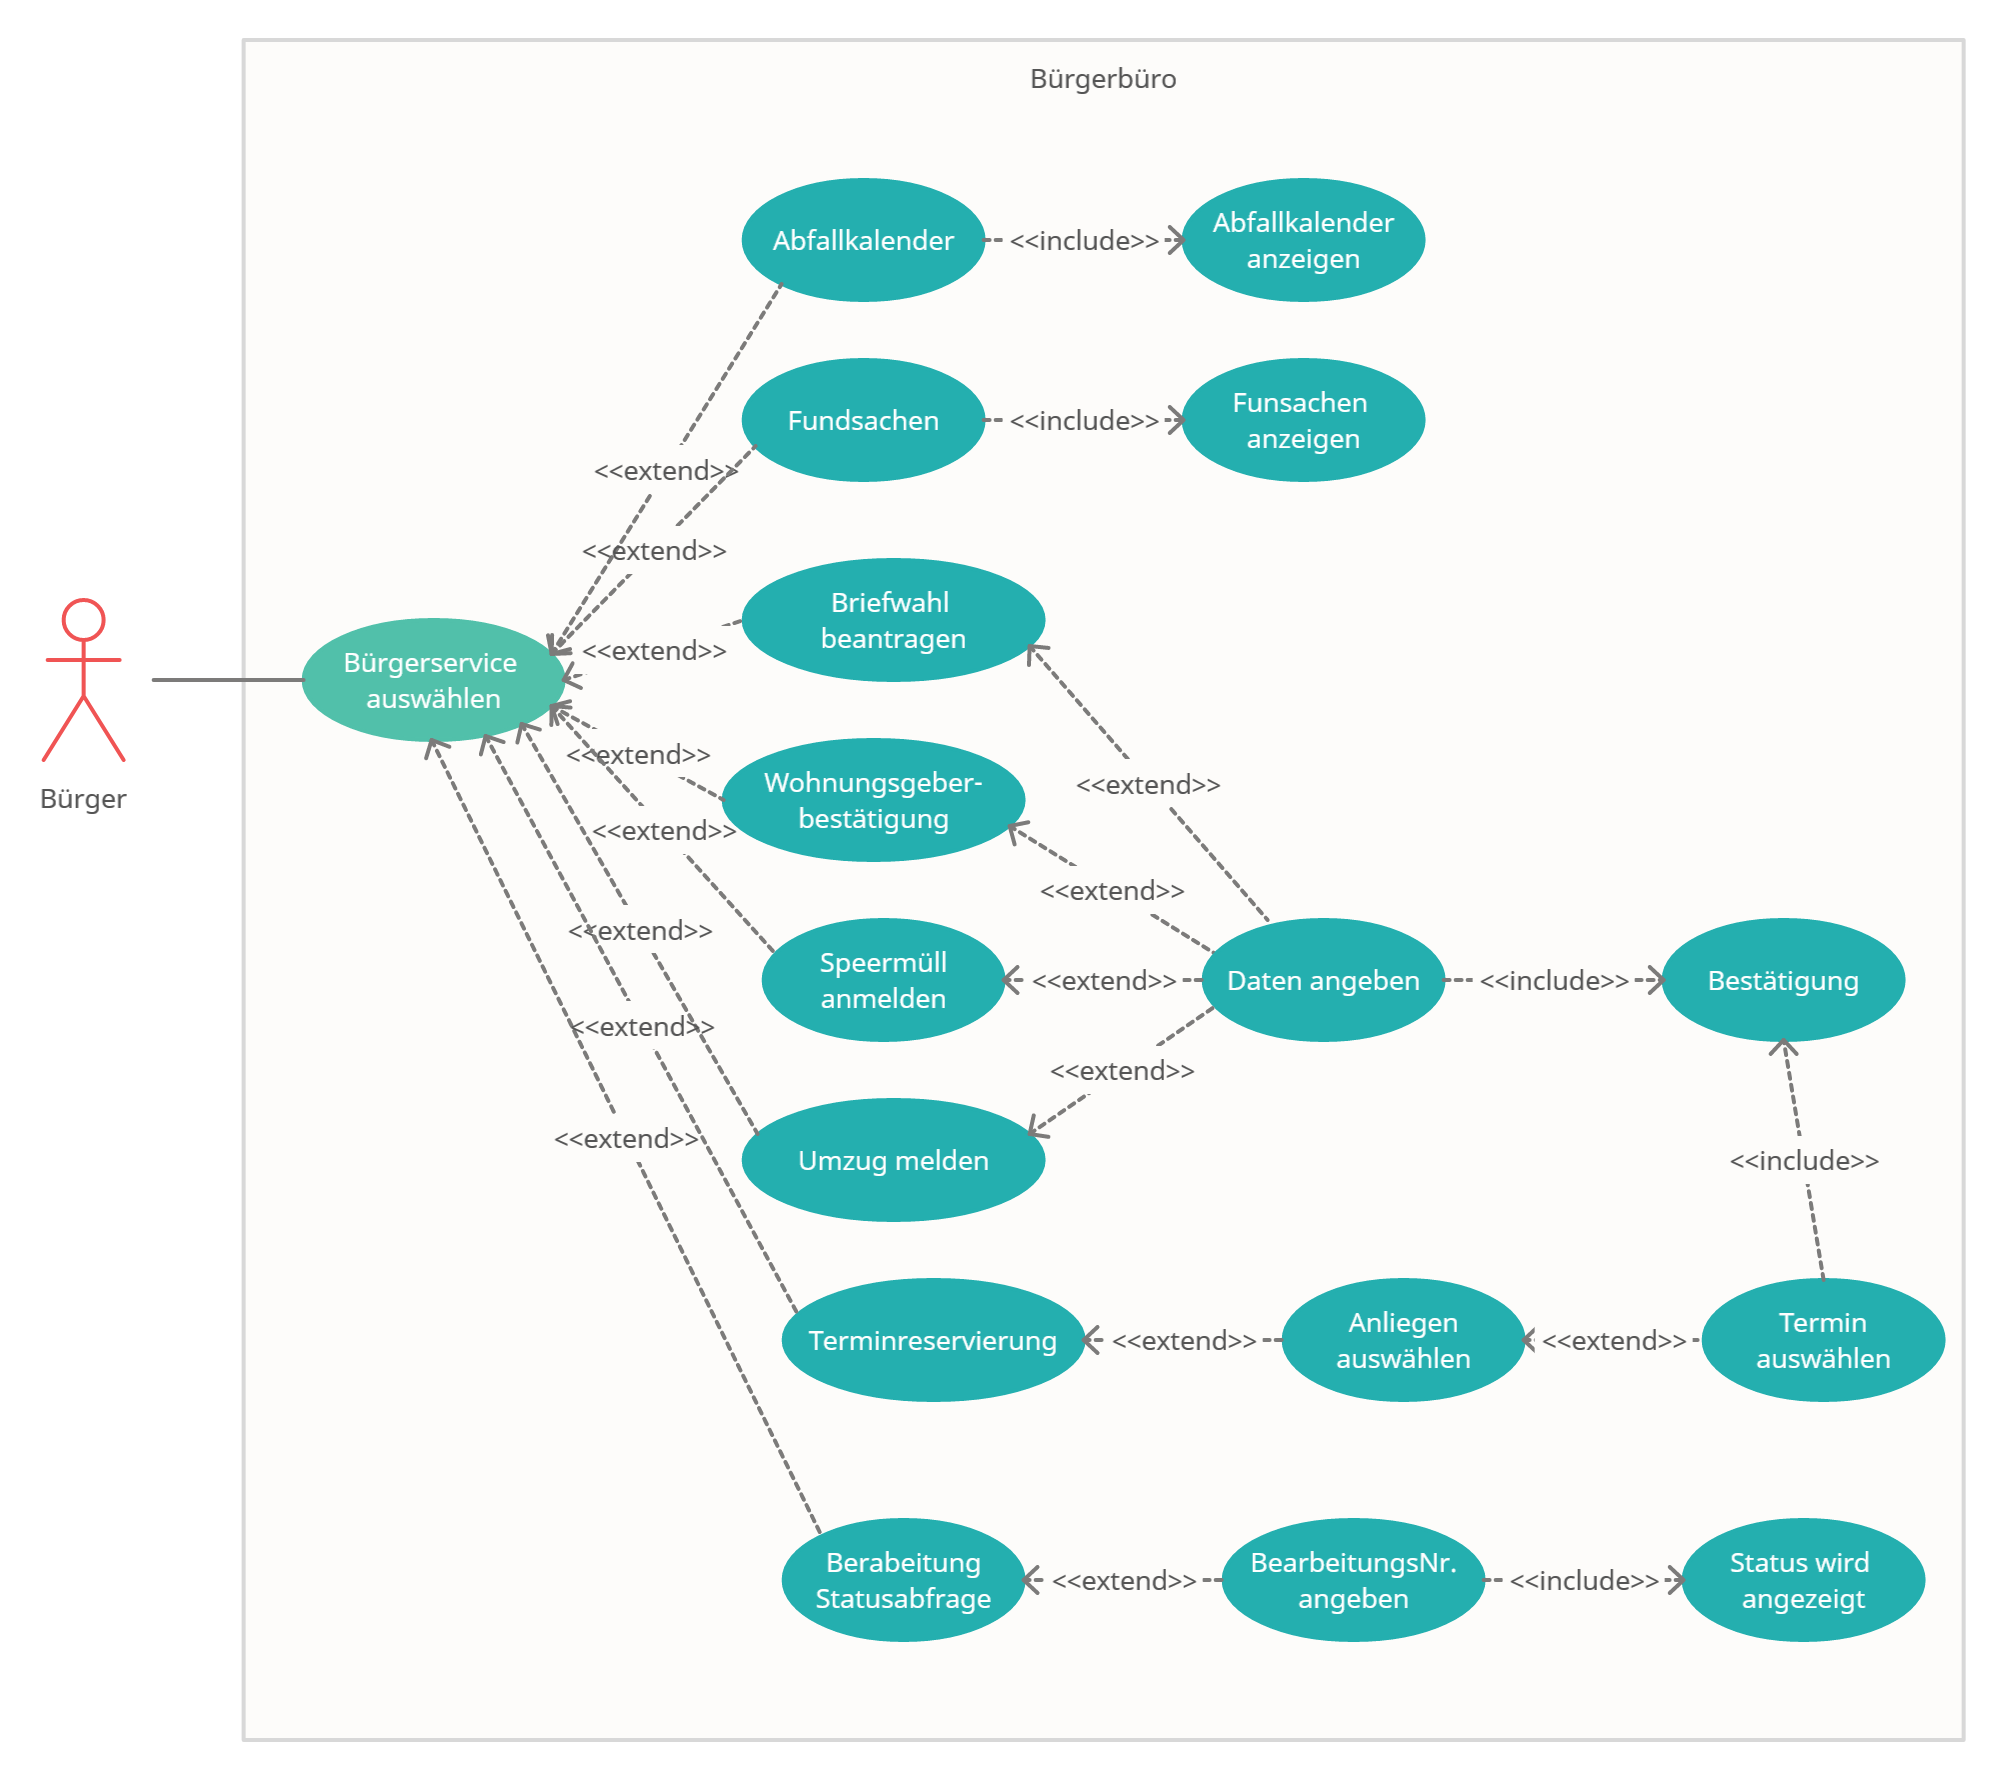 Bürgerbüro
Abfallkalender
<<include>>
Abfallkalender
anzeigen
Fundsachen
<<include>>
Funsachen
anzeigen
<<extend>>
<<extend>>
Briefwahl
beantragen
<<extend>>
Bürgerservice
auswählen
Bürger
<<extend>>
Wohnungsgeber-
bestätigung
<<extend>>
<<extend>>
<<extend>>
<<extend>>
Speermüll
anmelden
<<extend>>
Daten angeben
<<include>>
Bestätigung
<<extend>>
<<extend>>
<<extend>>
<<extend>>
Umzug melden
<<include>>
Terminreservierung
<<extend>>
Anliegen
auswählen
<<extend>>
Termin
auswählen
Berabeitung
Statusabfrage
<<extend>>
BearbeitungsNr.
angeben
<<include>>
Status wird
angezeigt